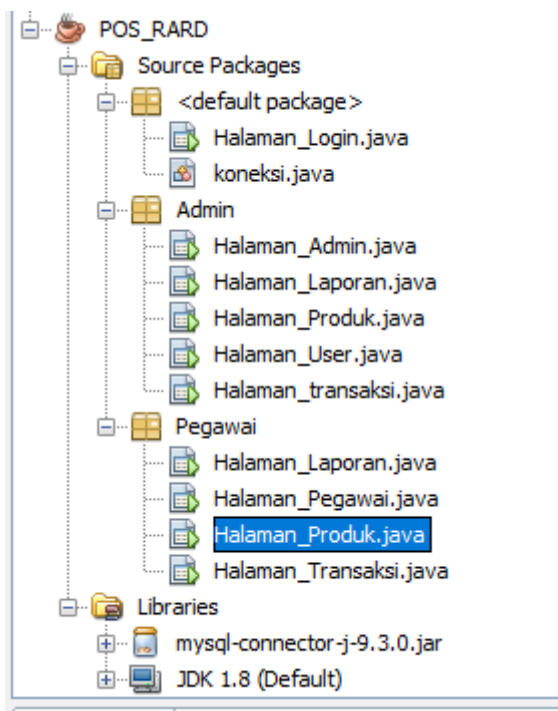 POS_RARD
Source Packages
<default package>
Halaman_Login.java
koneksi.java
Admin
Halaman_Admin.java
Halaman_Laporan.java
Halaman_Produk.java
Halaman_User.java
Halaman_transaksi.java
Pegawai
Halaman_Laporan.java
Halaman_Pegawai.java
Halaman_Produk.java
Halaman_Transaksi.java
Libraries
mysql-connector-j-9.3.0.jar
JDK 1.8 (Default)